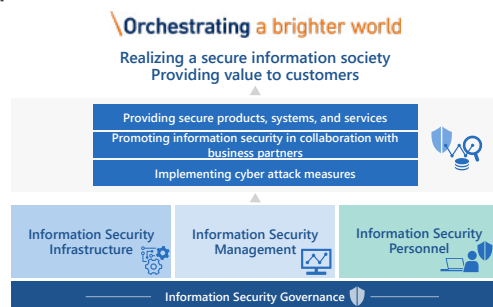 \Orchestrating a brighter world
Realizing a secure information society
Providing value to customers
Providing secure products, systems, and services
Promoting information security in collaboration with
business partners
Implementing cyber attack measures
Information Security
Infrastructure
Information Security
Management
Information Security
Personnel
Information Security Governance